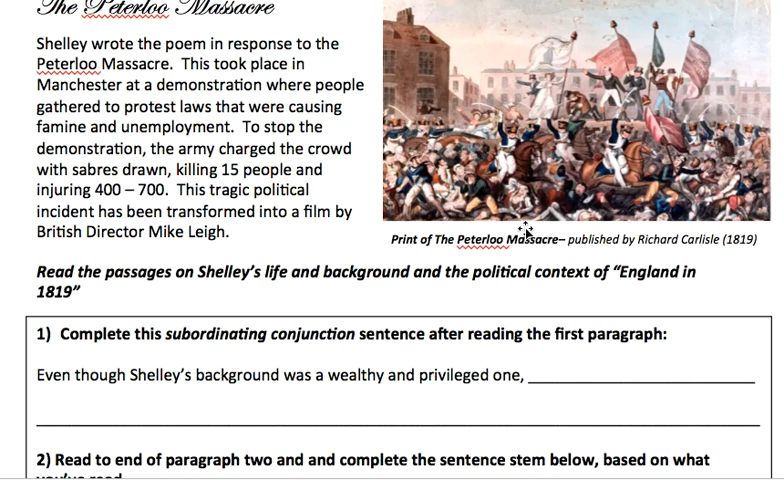 The Peterloo Massacre
Shelley wrote the poem in response to the
Peterloo Massacre.  This took place in
Manchester at a demonstration where people
gathered to protest laws that were causing
famine and unemployment.  To stop the
demonstration, the army charged the crowd
with sabres drawn, killing 15 people and
injuring 400 – 700.  This tragic political
incident has been transformed into a film by
British Director Mike Leigh.
Print of The Peterloo Massacre– published by Richard Carlisle (1819)
Read the passages on Shelley's life and background and the political context of "England in
1819"
1)  Complete this subordinating conjunction sentence after reading the first paragraph:
Even though Shelley's background was a wealthy and privileged one,
2) Read to end of paragraph two and and complete the sentence stem below, based on what
you've read